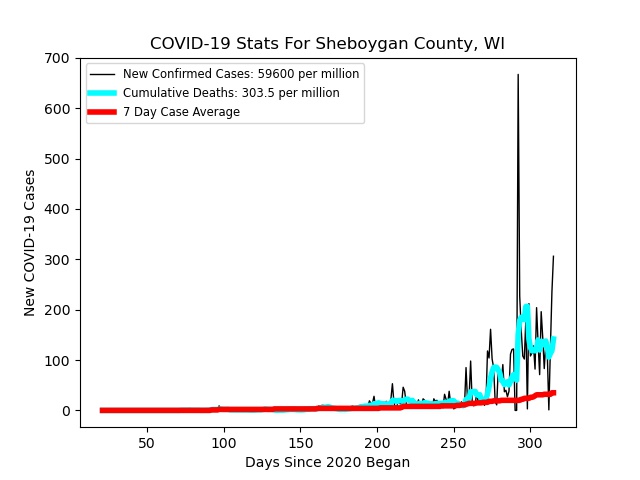 COVID-19 Stats For Sheboygan County, WI
New Confirmed Cases: 59600 per million
Cumulative Deaths: 303.5 per million
7 Day Case Average
New COVID-19 Cases
700
600
500
400
300
200
100
0
50 100 150 200 250 300
Days Since 2020 Began